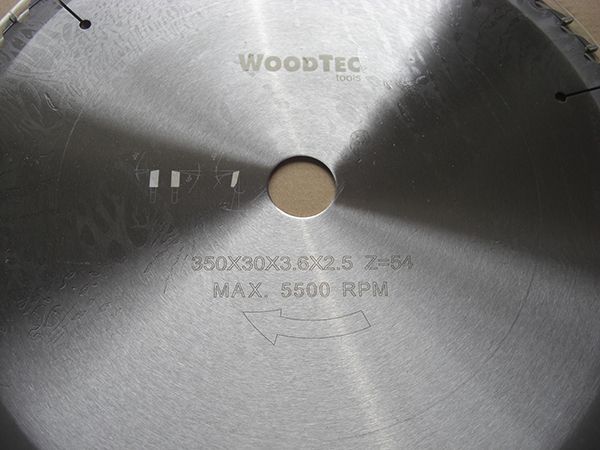 WOODTEC
tools
350X30X3.6X2.5 Z=54
MAX. 5500 RPM